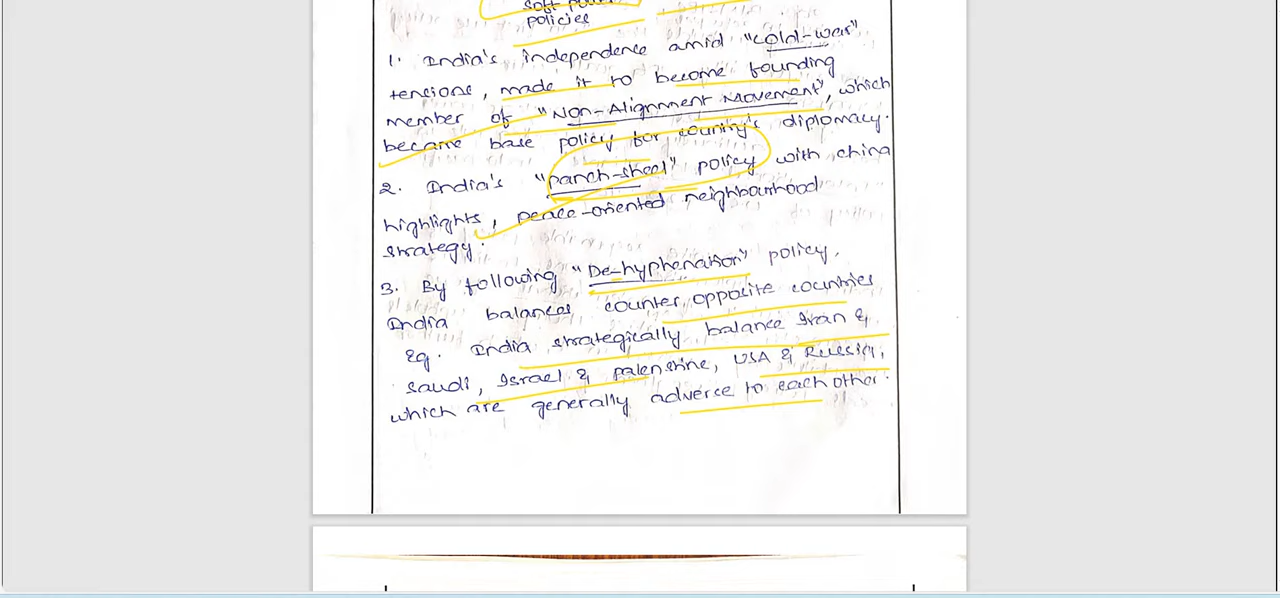 soft
policies
1. India's independence amid "cold-war"
tensions, made it to become founding
member of "Non-Alignment Movement", which
became base policy for country's diplomacy.
2. India's "panch-sheel" policy with china
highlights, peace-oriented neighbourhood
strategy.
3. By following "De-hyphenation" policy,
India balances counter, opposite countries
Eg. India strategically balance Iran &
saudi, Israel & palenstine, USA & Russia,
which are generally adverse to each other.